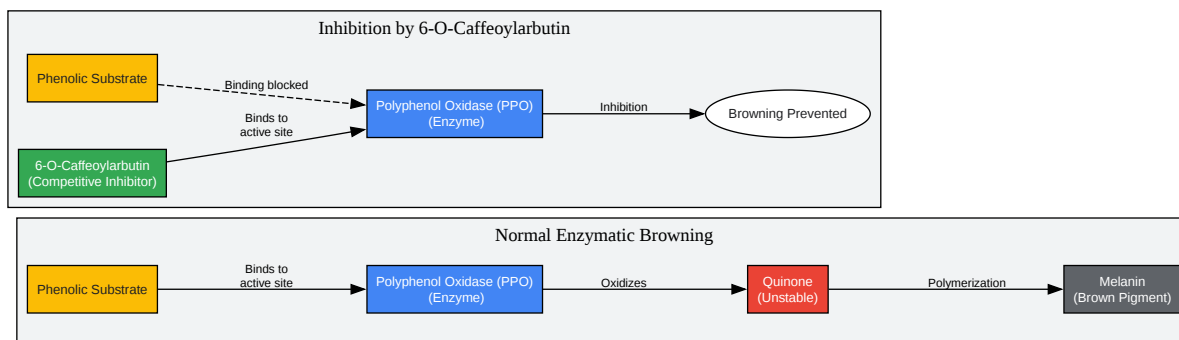 Inhibition by 6-O-Caffeoylarbutin
Phenolic Substrate
Binding blocked
Binds to
active site
6-O-Caffeoylarbutin
(Competitive Inhibitor)
Polyphenol Oxidase (PPO)
(Enzyme)
Inhibition
Browning Prevented
Normal Enzymatic Browning
Phenolic Substrate
Binds to
active site
Polyphenol Oxidase (PPO)
(Enzyme)
Oxidizes
Quinone
(Unstable)
Polymerization
Melanin
(Brown Pigment)